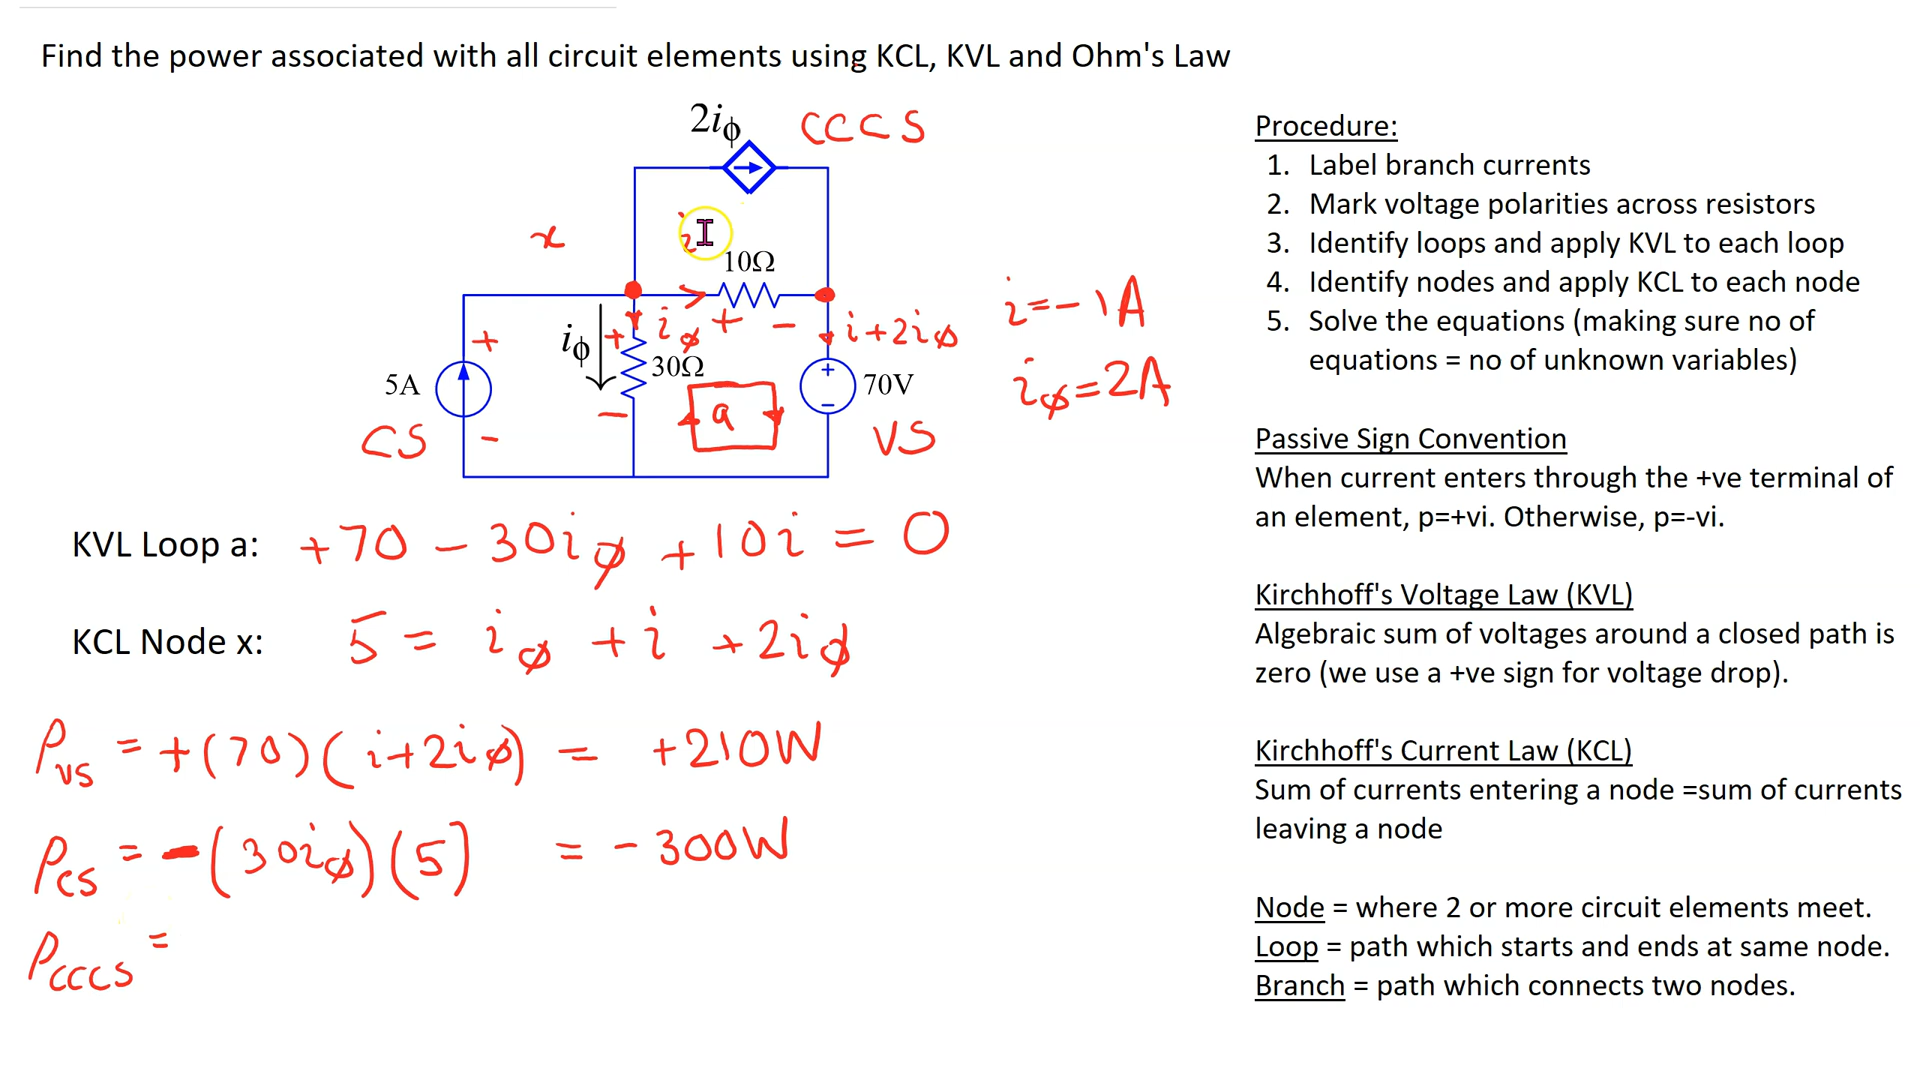 Find the power associated with all circuit elements using KCL, KVL and Ohm's Law
2iϕ CCCS
x
i
10Ω
iϕ
+ iϕ + -
i+2iϕ
+
5A
-
CS
30Ω
-
a
+
-
70V
VS
i=-1A
iϕ=2A
KVL Loop a: +70 - 30iϕ + 10i = 0
KCL Node x: 5 = iϕ + i + 2iϕ
Pvs = +(70)(i+2iϕ) = +210W
Pcs = -(30iϕ)(5) = -300W
Pcccs =
Procedure:
1. Label branch currents
2. Mark voltage polarities across resistors
3. Identify loops and apply KVL to each loop
4. Identify nodes and apply KCL to each node
5. Solve the equations (making sure no of
equations = no of unknown variables)
Passive Sign Convention
When current enters through the +ve terminal of
an element, p=+vi. Otherwise, p=-vi.
Kirchhoff's Voltage Law (KVL)
Algebraic sum of voltages around a closed path is
zero (we use a +ve sign for voltage drop).
Kirchhoff's Current Law (KCL)
Sum of currents entering a node =sum of currents
leaving a node
Node = where 2 or more circuit elements meet.
Loop = path which starts and ends at same node.
Branch = path which connects two nodes.